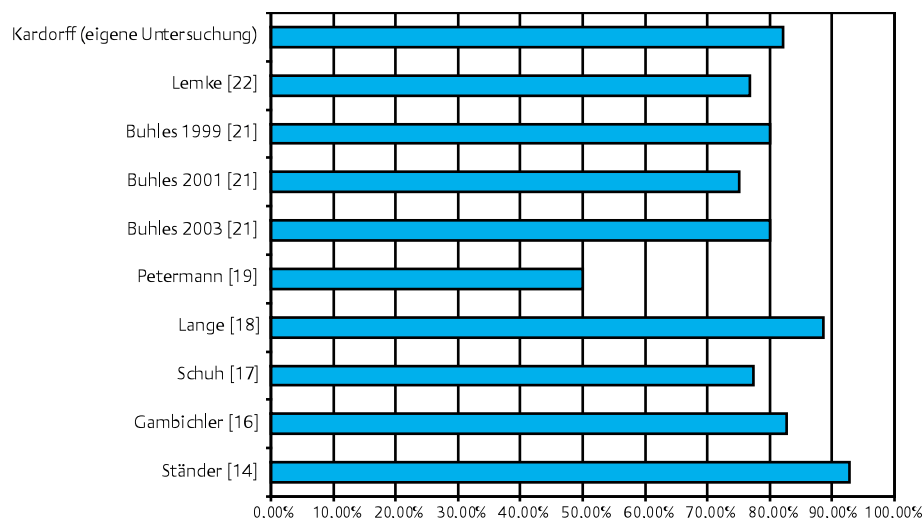 Kardorff (eigene Untersuchung)
Lemke [22]
Buhles 1999 [21]
Buhles 2001 [21]
Buhles 2003 [21]
Petermann [19]
Lange [18]
Schuh [17]
Gambichler [16]
Ständer [14]
0.00% 10.00% 20.00% 30.00% 40.00% 50.00% 60.00% 70.00% 80.00% 90.00% 100.00%